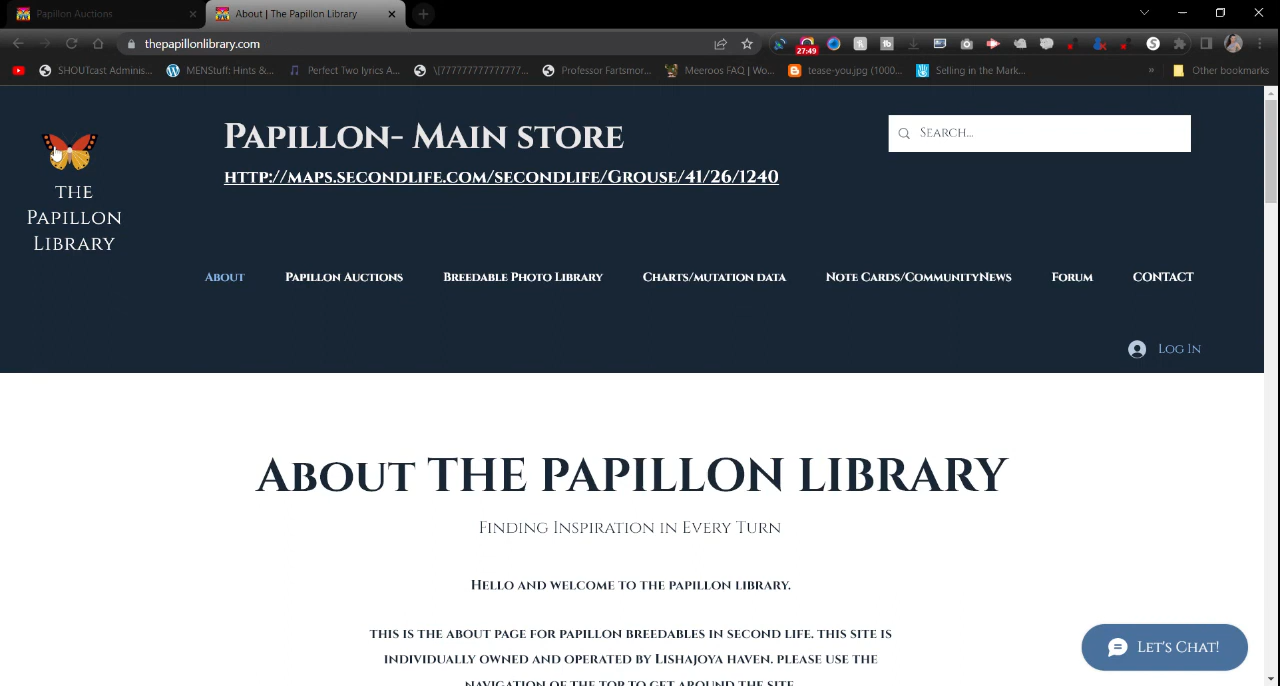 Papillon Auctions
About | The Papillon Library
thepapillonlibrary.com
27:49
SHOUTcast Adminis...
MENStuff: Hints &...
Perfect Two lyrics A...
Professor Fartsmor...
Meeroos FAQ | Wo...
tease-you.jpg (1000...
Selling in the Mark...
»
Other bookmarks
THE
PAPILLON
LIBRARY
PAPILLON- MAIN STORE
HTTP://MAPS.SECONDLIFE.COM/SECONDLIFE/GROUSE/41/26/1240
SEARCH...
ABOUT
PAPILLON AUCTIONS
BREEDABLE PHOTO LIBRARY
CHARTS/MUTATION DATA
NOTE CARDS/COMMUNITYNEWS
FORUM
CONTACT
LOG IN
ABOUT THE PAPILLON LIBRARY
FINDING INSPIRATION IN EVERY TURN
HELLO AND WELCOME TO THE PAPILLON LIBRARY.
THIS IS THE ABOUT PAGE FOR PAPILLON BREEDABLES IN SECOND LIFE. THIS SITE IS
INDIVIDUALLY OWNED AND OPERATED BY LISHAJOYA HAVEN. PLEASE USE THE
NAVIGATION OF THE TOP TO GET AROUND THE SITE
LET'S CHAT!